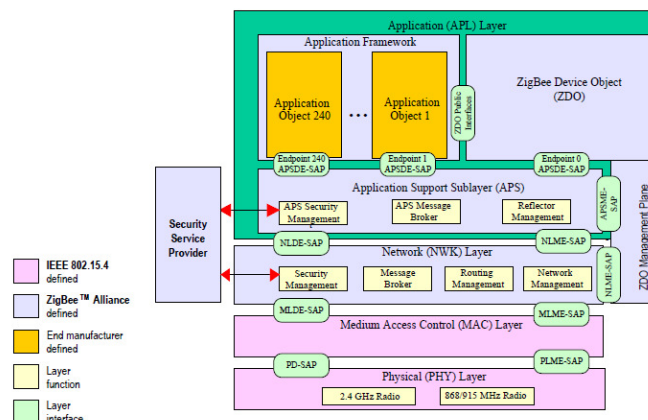 Application (APL) Layer
Application Framework
Application
Object 240
...
Application
Object 1
ZDO Public
Interfaces
ZigBee Device Object
(ZDO)
Endpoint 240
APSDE-SAP
Endpoint 1
APSDE-SAP
Endpoint 0
APSDE-SAP
Application Support Sublayer (APS)
APS Security
Management
APS Message
Broker
Reflector
Management
APSME-
SAP
ZDO Management Plane
Security
Service
Provider
NLDE-SAP
NLME-SAP
Network (NWK) Layer
Security
Management
Message
Broker
Routing
Management
Network
Management
NLME-SAP
MLDE-SAP
MLME-SAP
Medium Access Control (MAC) Layer
PD-SAP
PLME-SAP
Physical (PHY) Layer
2.4 GHz Radio
868/915 MHz Radio
IEEE 802.15.4
defined
ZigBee™ Alliance
defined
End manufacturer
defined
Layer
function
Layer
interface